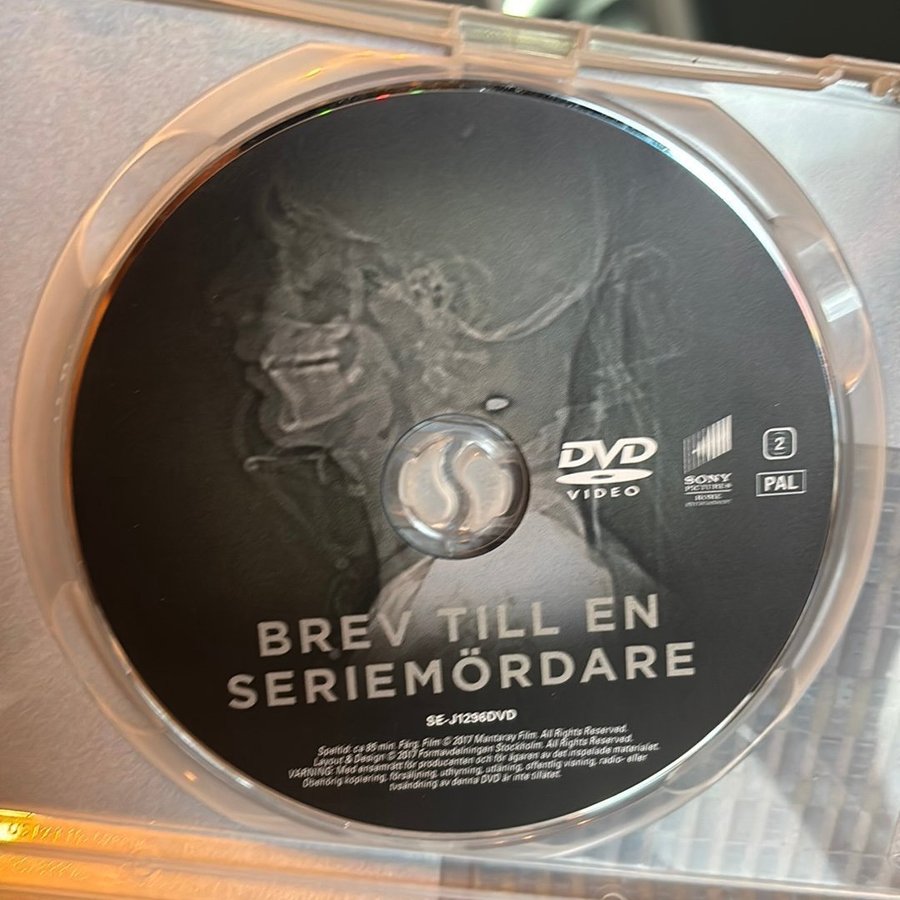 DVD
VIDEO
SONY
PICTURES
HOME
ENTERTAINMENT
2
PAL
BREV TILL EN
SERIEMÖRDARE
SE-J1296DVD
Speltid: ca 85 min. Färg. Film © 2017 Mantaray Film. All Rights Reserved.
Layout & Design © 2017 Formavdelningen Stockholm. All Rights Reserved.
VARNING: Med ensamrätt för producenten och för ägaren av det inspelade materialet.
Obehörig kopiering, försäljning, uthyrning, utlåning, offentlig visning, radio- eller
tvsändning av denna DVD är inte tillåtet.